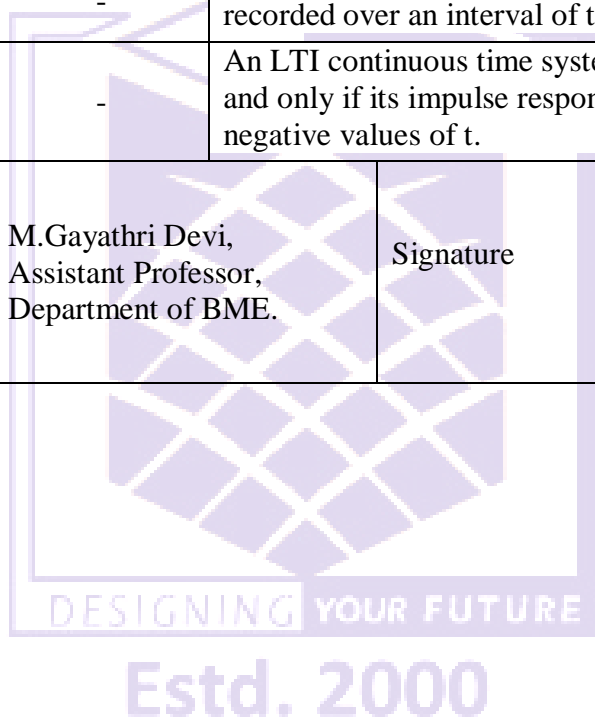 -
recorded over an interval of t
-
An LTI continuous time syste
and only if its impulse respon
negative values of t.
M.Gayathri Devi,
Assistant Professor,
Department of BME.
Signature
DESIGNING YOUR FUTURE
Estd. 2000